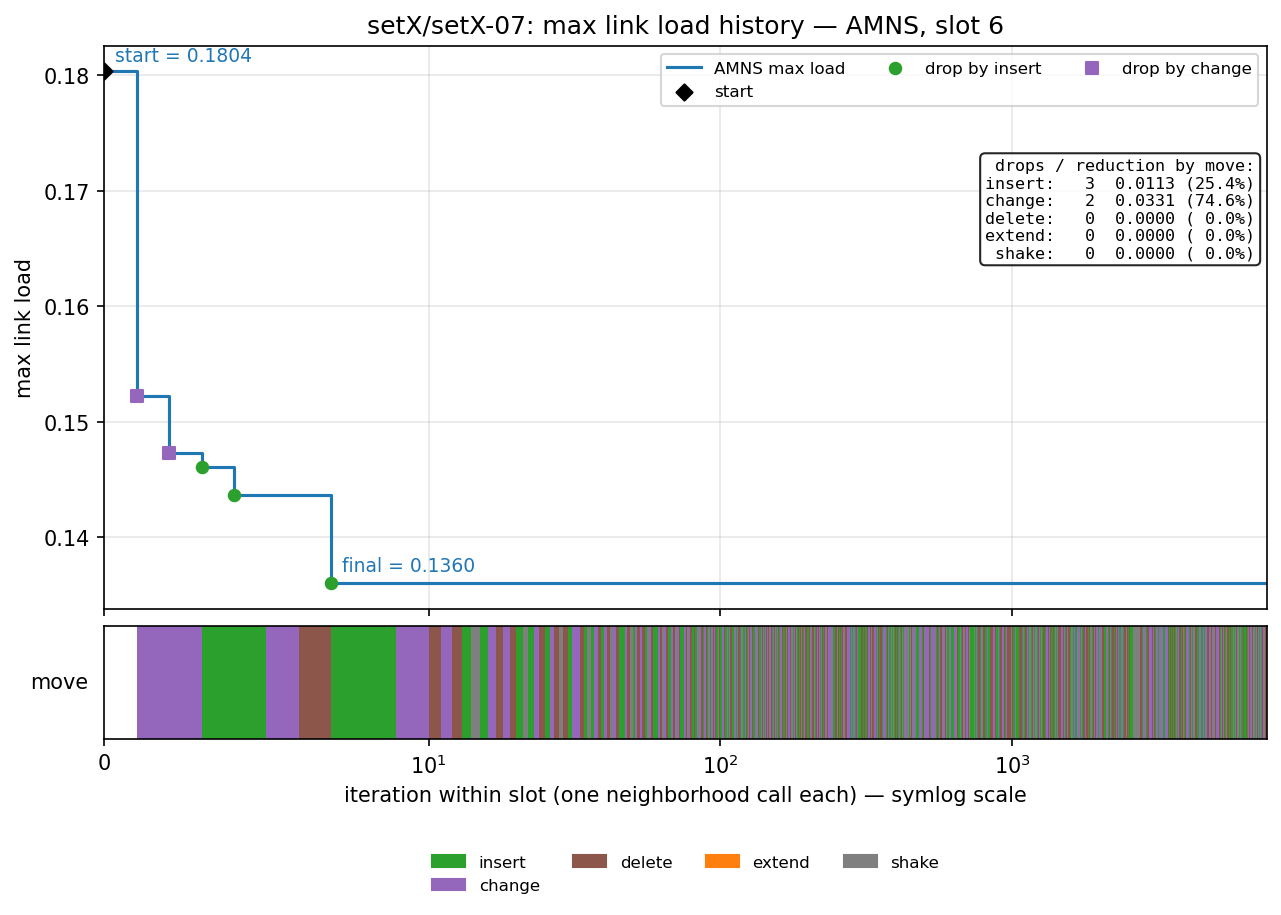 setX/setX-07: max link load history — AMNS, slot 6
start = 0.1804
AMNS max load
drop by insert
drop by change
start
drops / reduction by move:
insert: 3 0.0113 (25.4%)
change: 2 0.0331 (74.6%)
delete: 0 0.0000 ( 0.0%)
extend: 0 0.0000 ( 0.0%)
shake: 0 0.0000 ( 0.0%)
max link load
0.18
0.17
0.16
0.15
0.14
final = 0.1360
move
0
10¹
10²
10³
iteration within slot (one neighborhood call each) — symlog scale
insert
delete
extend
shake
change